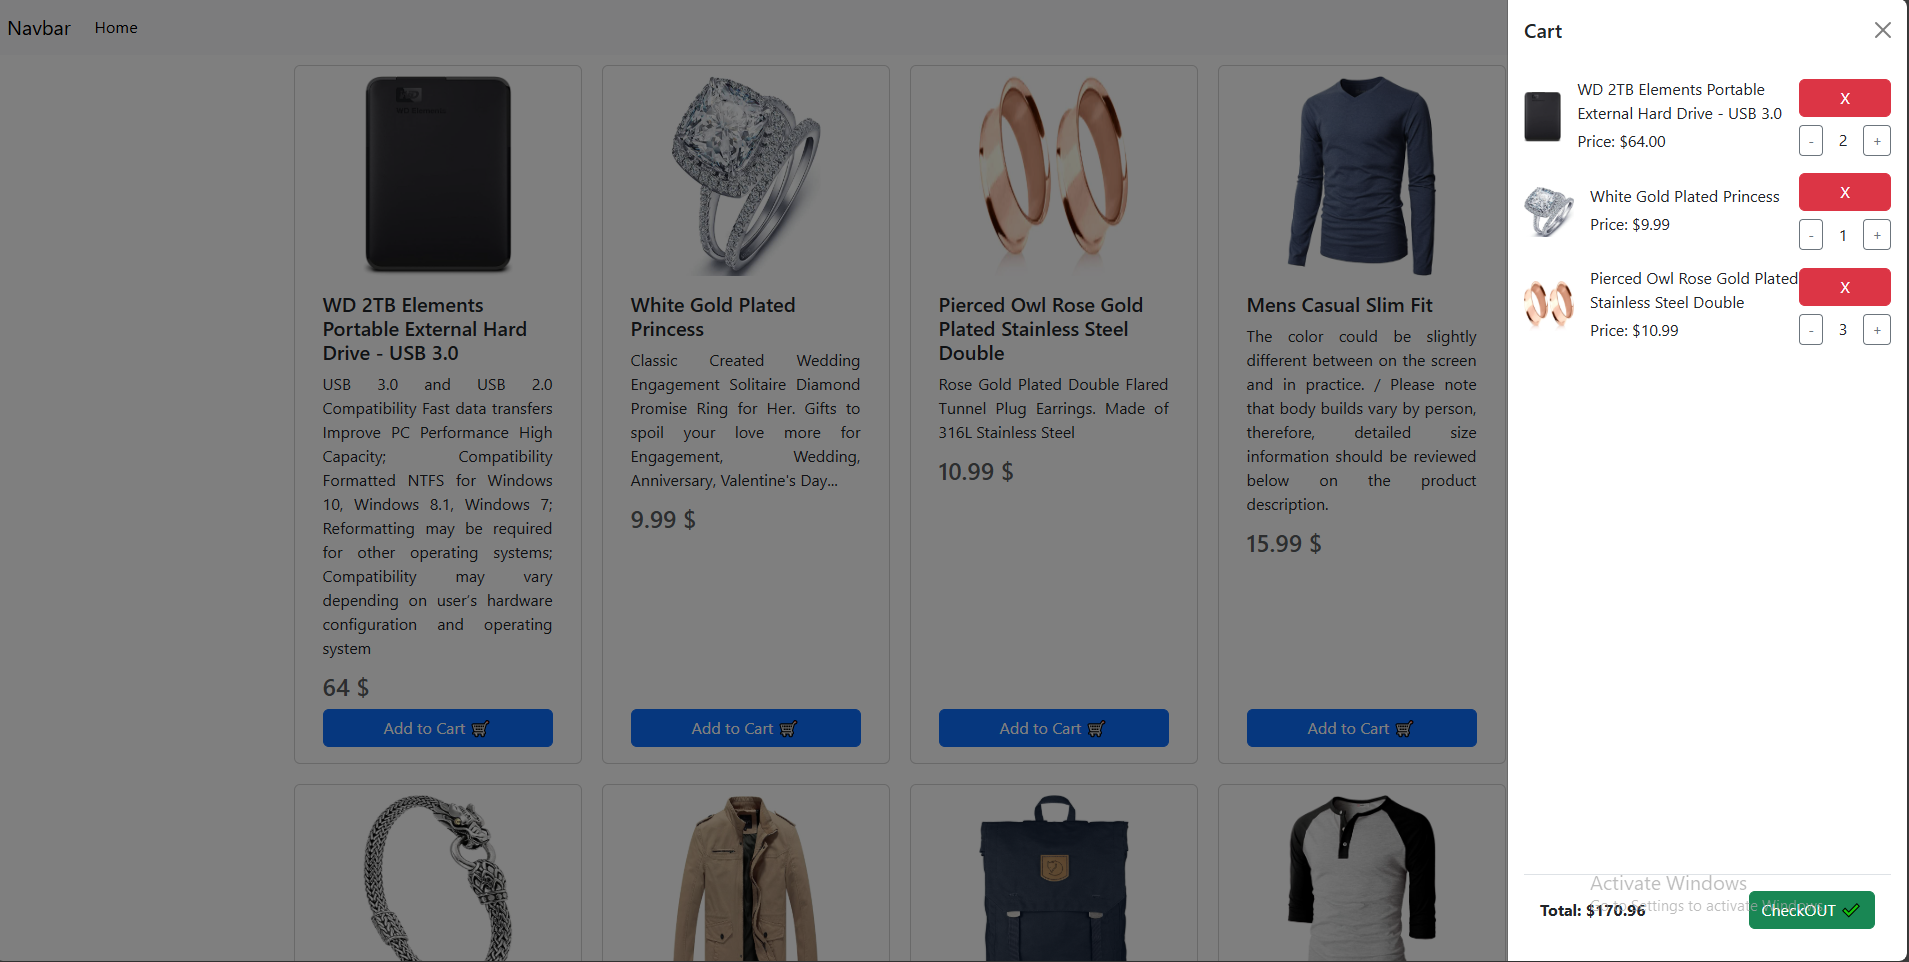 Navbar
Home
WD 2TB Elements
Portable External Hard
Drive - USB 3.0
USB 3.0 and USB 2.0
Compatibility Fast data transfers
Improve PC Performance High
Capacity; Compatibility
Formatted NTFS for Windows
10, Windows 8.1, Windows 7;
Reformatting may be required
for other operating systems;
Compatibility may vary
depending on user's hardware
configuration and operating
system
64 $
Add to Cart
White Gold Plated
Princess
Classic Created Wedding
Engagement Solitaire Diamond
Promise Ring for Her. Gifts to
spoil your love more for
Engagement, Wedding,
Anniversary, Valentine's Day...
9.99 $
Add to Cart
Pierced Owl Rose Gold
Plated Stainless Steel
Double
Rose Gold Plated Double Flared
Tunnel Plug Earrings. Made of
316L Stainless Steel
10.99 $
Add to Cart
Mens Casual Slim Fit
The color could be slightly
different between on the screen
and in practice. / Please note
that body builds vary by person,
therefore, detailed size
information should be reviewed
below on the product
description.
15.99 $
Add to Cart
Cart
WD 2TB Elements Portable
External Hard Drive - USB 3.0
Price: $64.00
X
- 2 +
White Gold Plated Princess
Price: $9.99
X
- 1 +
Pierced Owl Rose Gold Plated
Stainless Steel Double
Price: $10.99
X
- 3 +
Activate Windows
Go to Settings to activate Windows.
Total: $170.96
CheckOUT